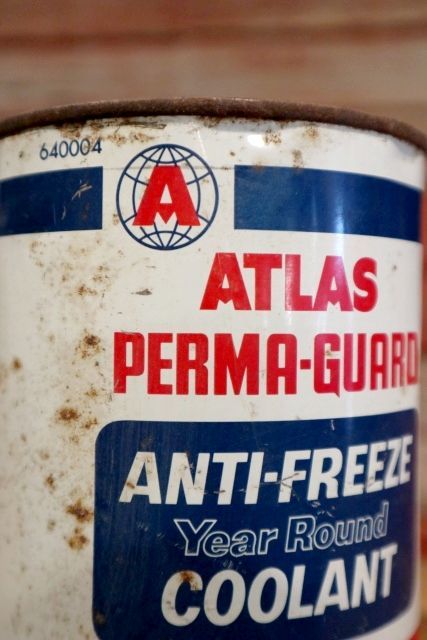 640004
A
ATLAS
PERMA-GUARD
ANTI-FREEZE
Year Round
COOLANT